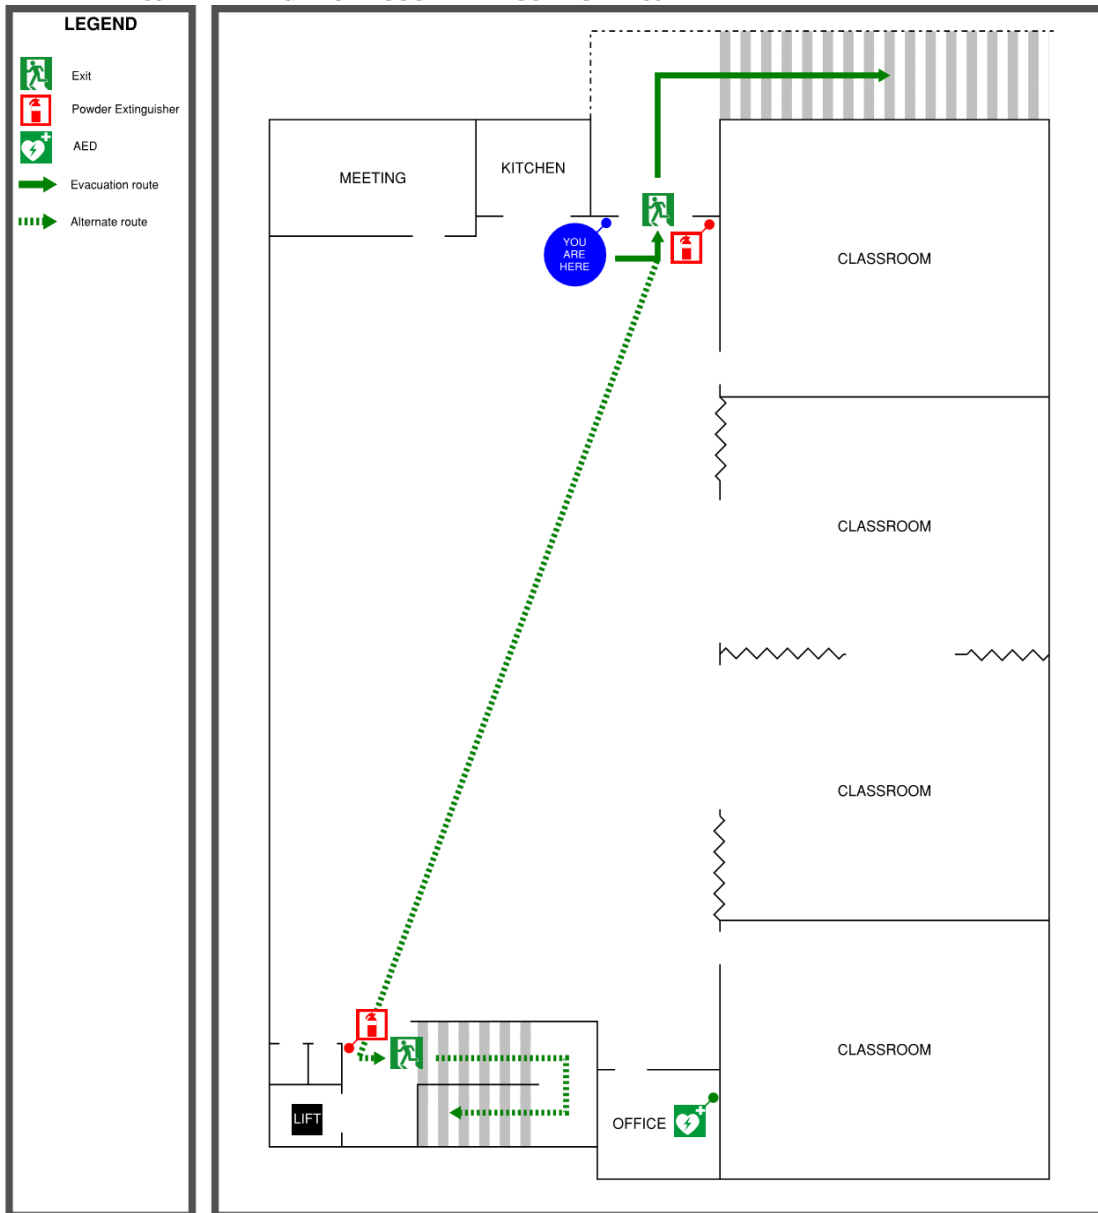 LEGEND
Exit
Powder Extinguisher
AED
Evacuation route
Alternate route
MEETING
KITCHEN
YOU
ARE
HERE
CLASSROOM
CLASSROOM
CLASSROOM
CLASSROOM
LIFT
OFFICE